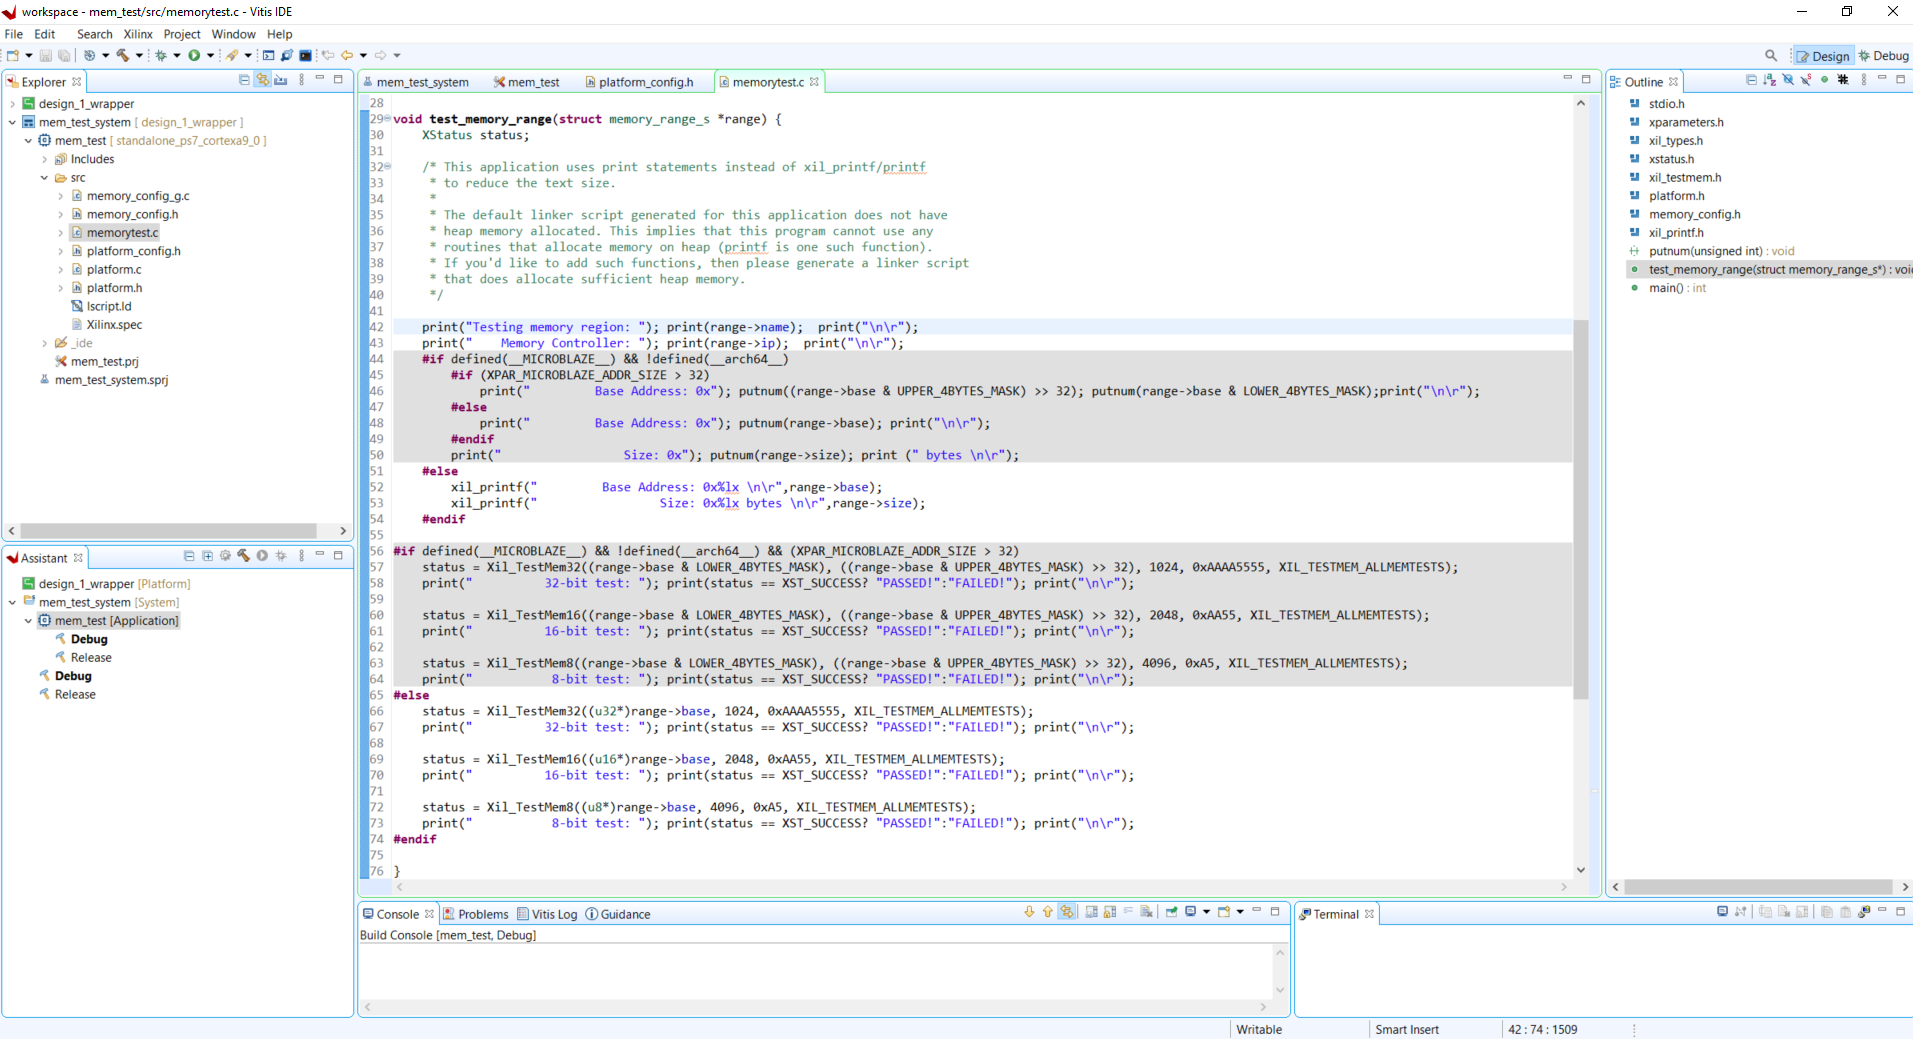 workspace - mem_test/src/memorytest.c - Vitis IDE
File Edit Search Xilinx Project Window Help
Design Debug
Explorer
design_1_wrapper
mem_test_system [ design_1_wrapper ]
mem_test [ standalone_ps7_cortexa9_0 ]
Includes
src
memory_config_g.c
memory_config.h
memorytest.c
platform_config.h
platform.c
platform.h
lscript.ld
Xilinx.spec
_ide
mem_test.prj
mem_test_system.sprj
Assistant
design_1_wrapper [Platform]
mem_test_system [System]
mem_test [Application]
Debug
Release
Debug
Release
mem_test_system mem_test platform_config.h memorytest.c
28
29 void test_memory_range(struct memory_range_s *range) {
30     XStatus status;
31
32     /* This application uses print statements instead of xil_printf/printf
33      * to reduce the text size.
34      *
35      * The default linker script generated for this application does not have
36      * heap memory allocated. This implies that this program cannot use any
37      * routines that allocate memory on heap (printf is one such function).
38      * If you'd like to add such functions, then please generate a linker script
39      * that does allocate sufficient heap memory.
40      */
41
42     print("Testing memory region: "); print(range->name);  print("\n\r");
43     print("    Memory Controller: "); print(range->ip);  print("\n\r");
44     #if defined(__MICROBLAZE__) && !defined(__arch64__)
45         #if (XPAR_MICROBLAZE_ADDR_SIZE > 32)
46             print("         Base Address: 0x"); putnum((range->base & UPPER_4BYTES_MASK) >> 32); putnum(range->base & LOWER_4BYTES_MASK);print("\n\r");
47         #else
48             print("         Base Address: 0x"); putnum(range->base); print("\n\r");
49         #endif
50         print("                 Size: 0x"); putnum(range->size); print (" bytes \n\r");
51     #else
52         xil_printf("         Base Address: 0x%lx \n\r",range->base);
53         xil_printf("                 Size: 0x%lx bytes \n\r",range->size);
54     #endif
55
56 #if defined(__MICROBLAZE__) && !defined(__arch64__) && (XPAR_MICROBLAZE_ADDR_SIZE > 32)
57     status = Xil_TestMem32((range->base & LOWER_4BYTES_MASK), ((range->base & UPPER_4BYTES_MASK) >> 32), 1024, 0xAAAA5555, XIL_TESTMEM_ALLMEMTESTS);
58     print("          32-bit test: "); print(status == XST_SUCCESS? "PASSED!":"FAILED!"); print("\n\r");
59
60     status = Xil_TestMem16((range->base & LOWER_4BYTES_MASK), ((range->base & UPPER_4BYTES_MASK) >> 32), 2048, 0xAA55, XIL_TESTMEM_ALLMEMTESTS);
61     print("          16-bit test: "); print(status == XST_SUCCESS? "PASSED!":"FAILED!"); print("\n\r");
62
63     status = Xil_TestMem8((range->base & LOWER_4BYTES_MASK), ((range->base & UPPER_4BYTES_MASK) >> 32), 4096, 0xA5, XIL_TESTMEM_ALLMEMTESTS);
64     print("           8-bit test: "); print(status == XST_SUCCESS? "PASSED!":"FAILED!"); print("\n\r");
65 #else
66     status = Xil_TestMem32((u32*)range->base, 1024, 0xAAAA5555, XIL_TESTMEM_ALLMEMTESTS);
67     print("          32-bit test: "); print(status == XST_SUCCESS? "PASSED!":"FAILED!"); print("\n\r");
68
69     status = Xil_TestMem16((u16*)range->base, 2048, 0xAA55, XIL_TESTMEM_ALLMEMTESTS);
70     print("          16-bit test: "); print(status == XST_SUCCESS? "PASSED!":"FAILED!"); print("\n\r");
71
72     status = Xil_TestMem8((u8*)range->base, 4096, 0xA5, XIL_TESTMEM_ALLMEMTESTS);
73     print("           8-bit test: "); print(status == XST_SUCCESS? "PASSED!":"FAILED!"); print("\n\r");
74 #endif
75
76 }
Outline
stdio.h
xparameters.h
xil_types.h
xstatus.h
xil_testmem.h
platform.h
memory_config.h
xil_printf.h
putnum(unsigned int) : void
test_memory_range(struct memory_range_s*) : voi
main() : int
Console Problems Vitis Log Guidance
Build Console [mem_test, Debug]
Terminal
Writable Smart Insert 42 : 74 : 1509